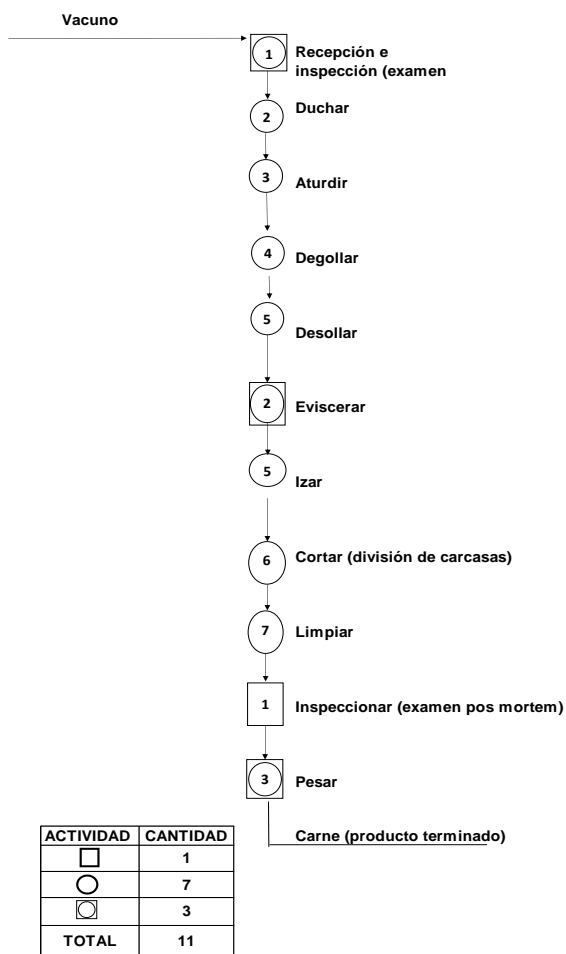 Vacuno
1
Recepción e
inspección (examen
2
Duchar
3
Aturdir
4
Degollar
5
Desollar
2
Eviscerar
5
Izar
6
Cortar (división de carcasas)
7
Limpiar
1
Inspeccionar (examen pos mortem)
3
Pesar
Carne (producto terminado)
ACTIVIDAD CANTIDAD
1
7
3
TOTAL 11